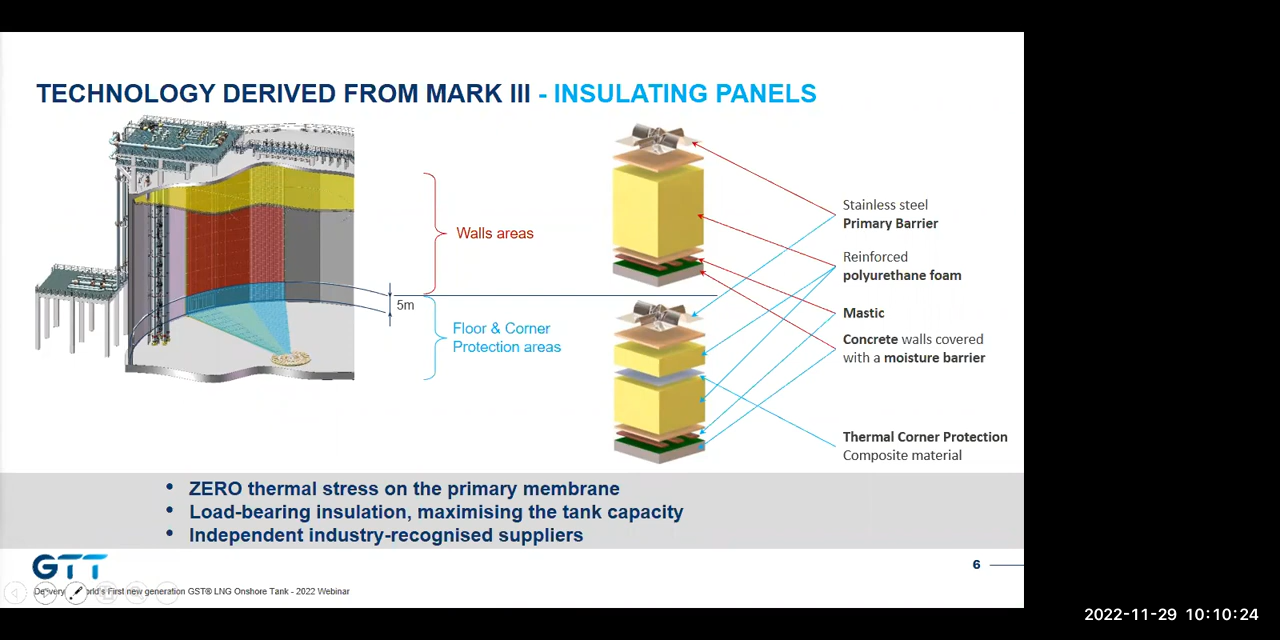 TECHNOLOGY DERIVED FROM MARK III - INSULATING PANELS
Walls areas
5m
Floor & Corner
Protection areas
Stainless steel
Primary Barrier
Reinforced
polyurethane foam
Mastic
Concrete walls covered
with a moisture barrier
Thermal Corner Protection
Composite material
• ZERO thermal stress on the primary membrane
• Load-bearing insulation, maximising the tank capacity
• Independent industry-recognised suppliers
GTT
6
World's First new generation GST® LNG Onshore Tank - 2022 Webinar
2022-11-29 10:10:24